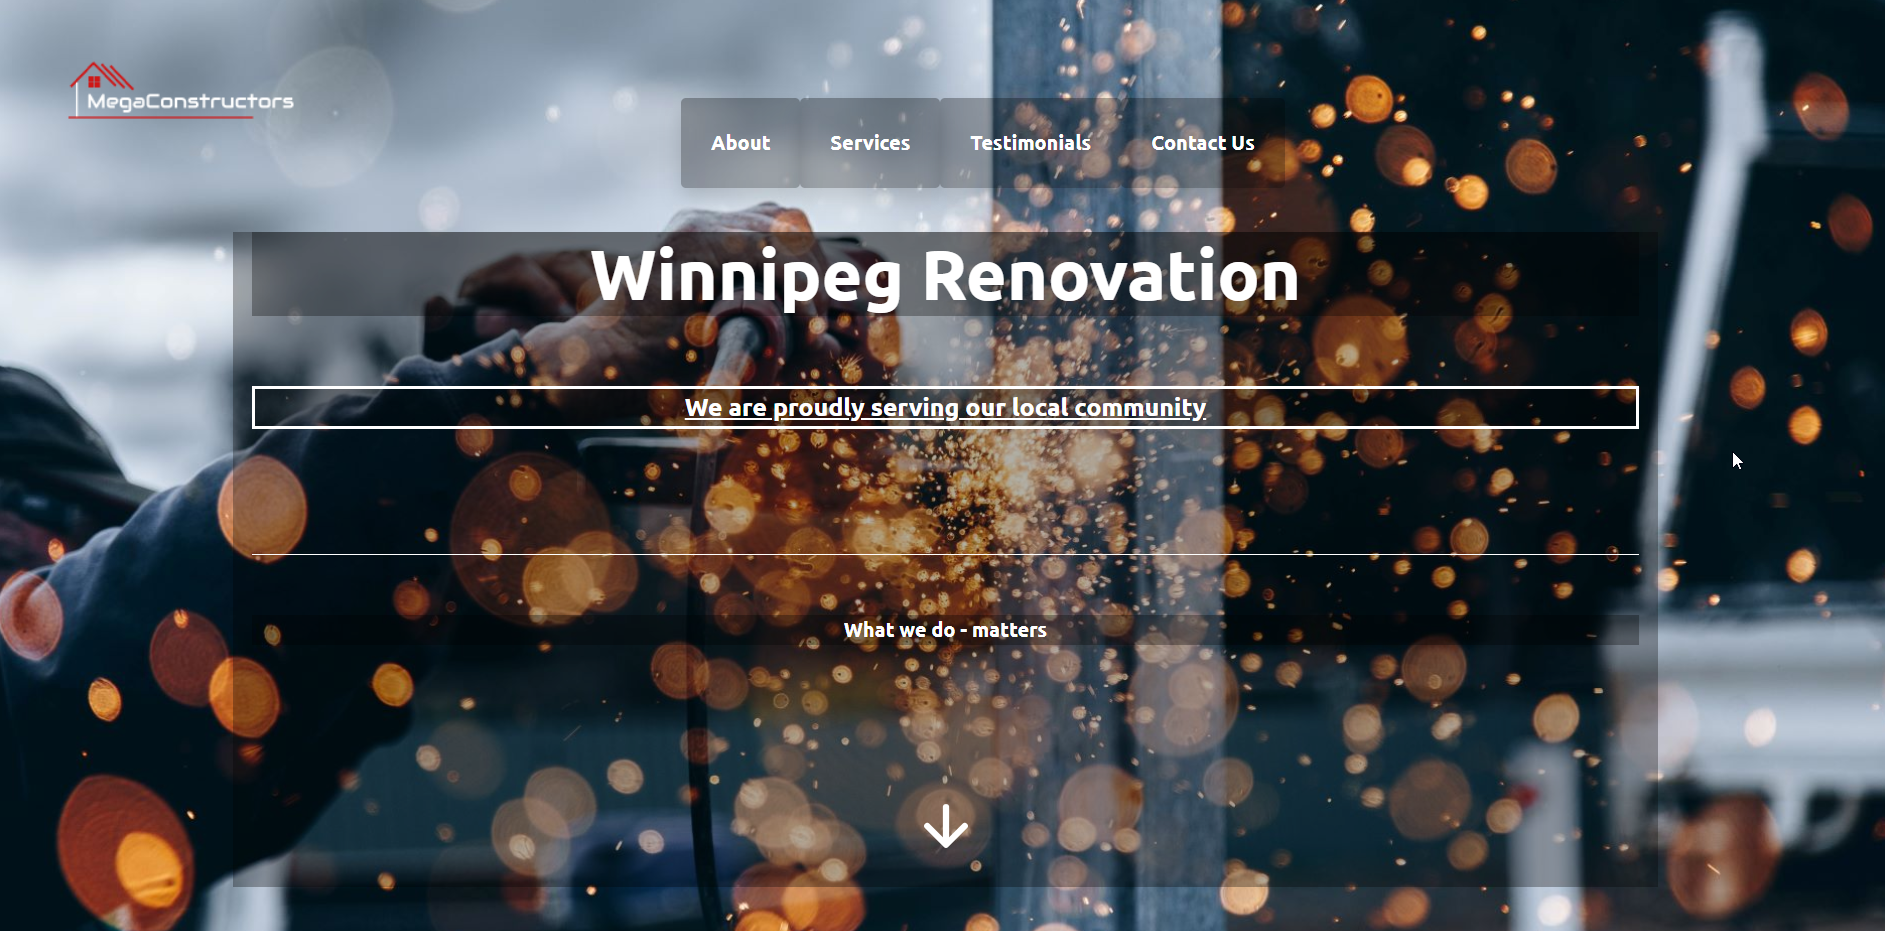 MegaConstructors
About Services Testimonials Contact Us
Winnipeg Renovation
We are proudly serving our local community
What we do - matters